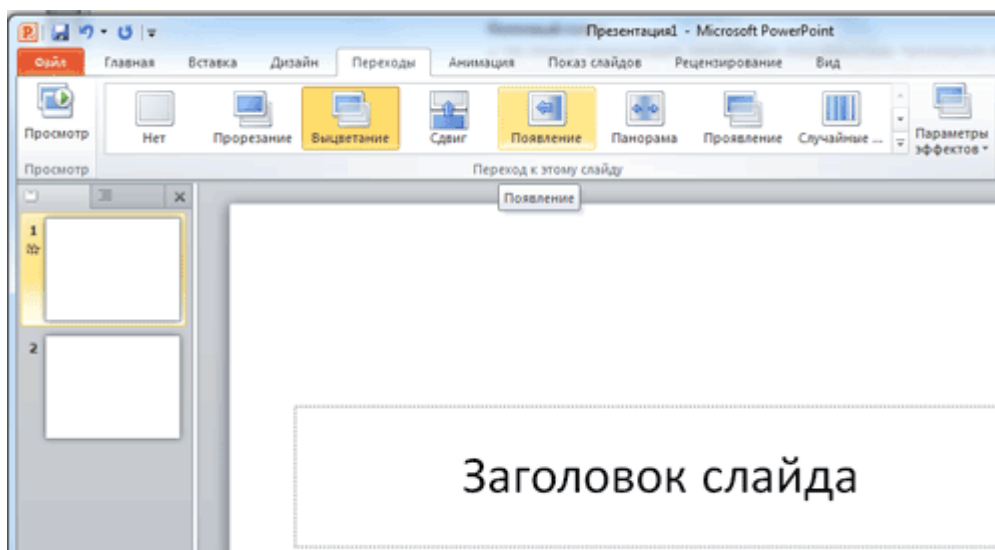 Презентация1 - Microsoft PowerPoint
Файл Главная Вставка Дизайн Переходы Анимация Показ слайдов Рецензирование Вид
Просмотр Нет Прорезание Выцветание Сдвиг Появление Панорама Проявление Случайные ... Параметры
эффектов
Просмотр Переход к этому слайду
Появление
1
2
Заголовок слайда